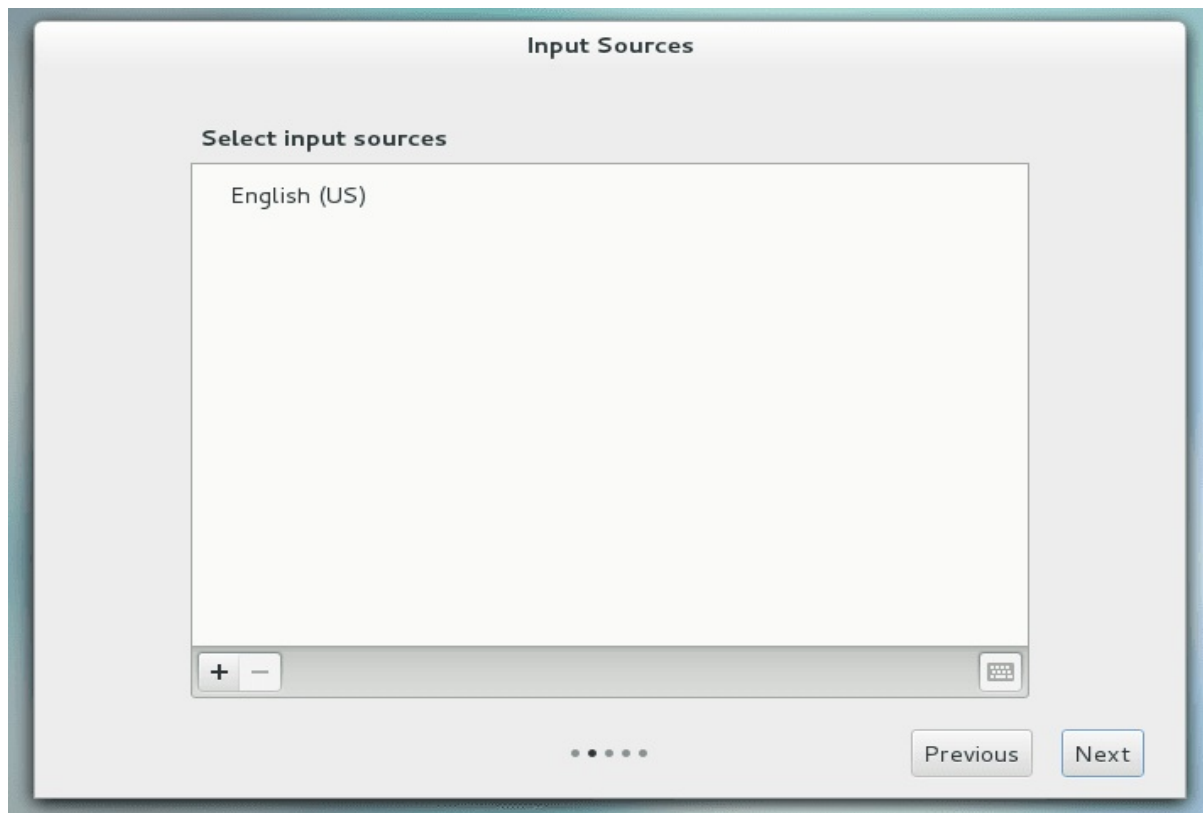 Input Sources
Select input sources
English (US)
+ −
Previous Next